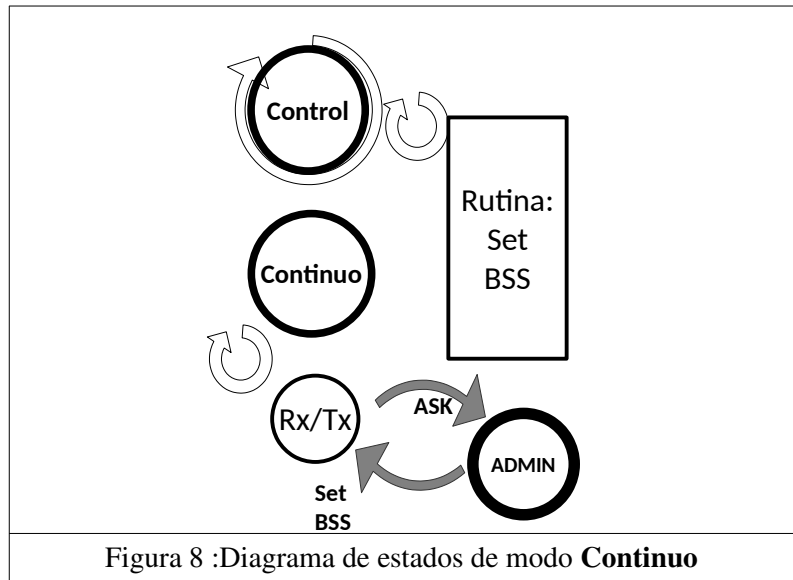 Control
Rutina:
Set
BSS
Continuo
Rx/Tx
ASK
ADMIN
Set
BSS
Figura 8 :Diagrama de estados de modo Continuo